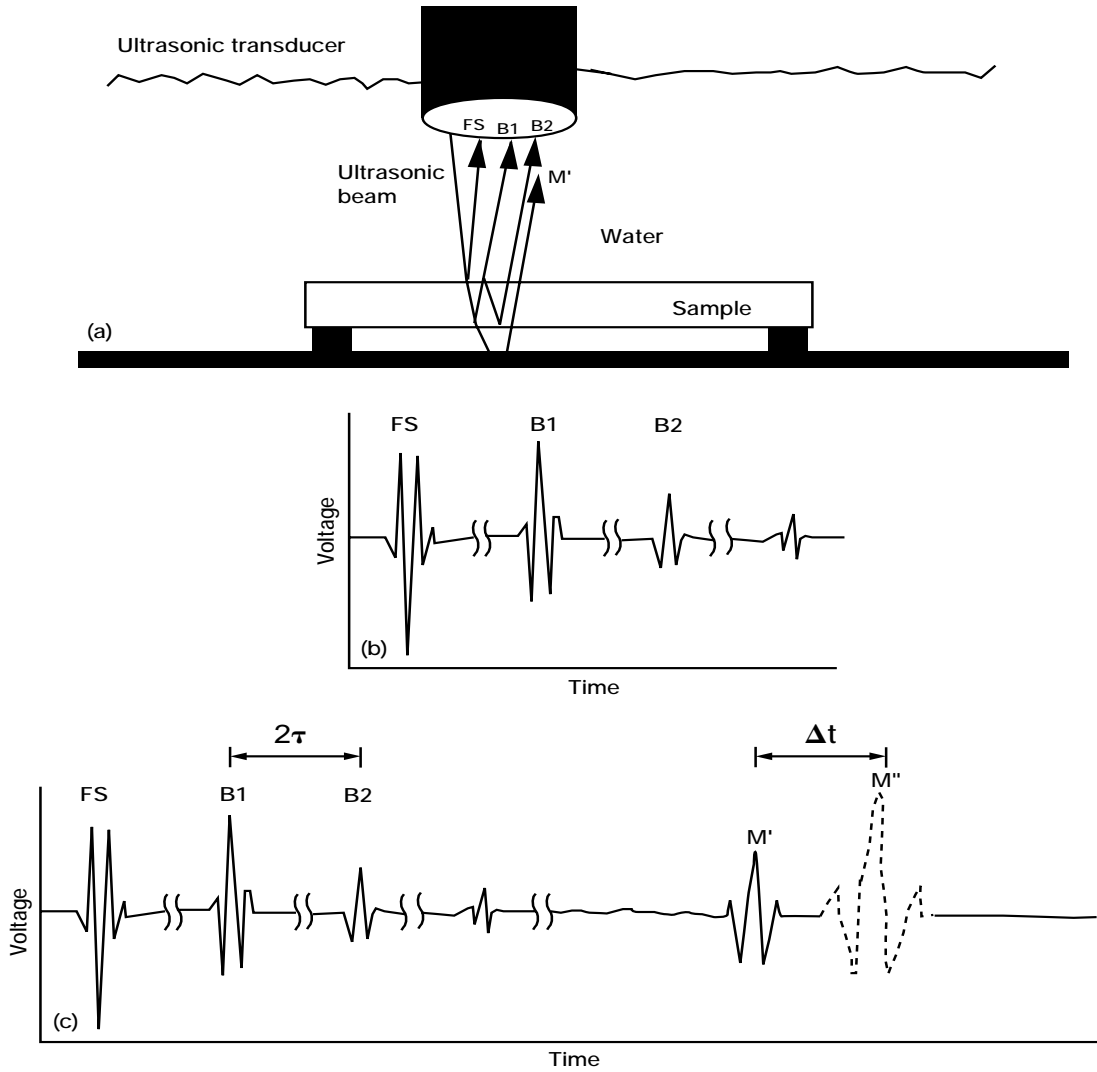 Ultrasonic transducer
FS B1 B2
Ultrasonic
beam
M'
Water
Sample
(a)
FS B1 B2
Voltage
(b)
Time
2τ Δt
FS B1 B2 M' M"
Voltage
(c)
Time